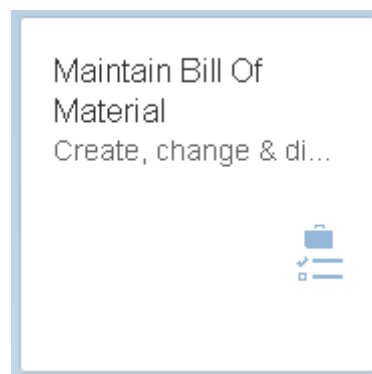 Maintain Bill Of
Material
Create, change & di...